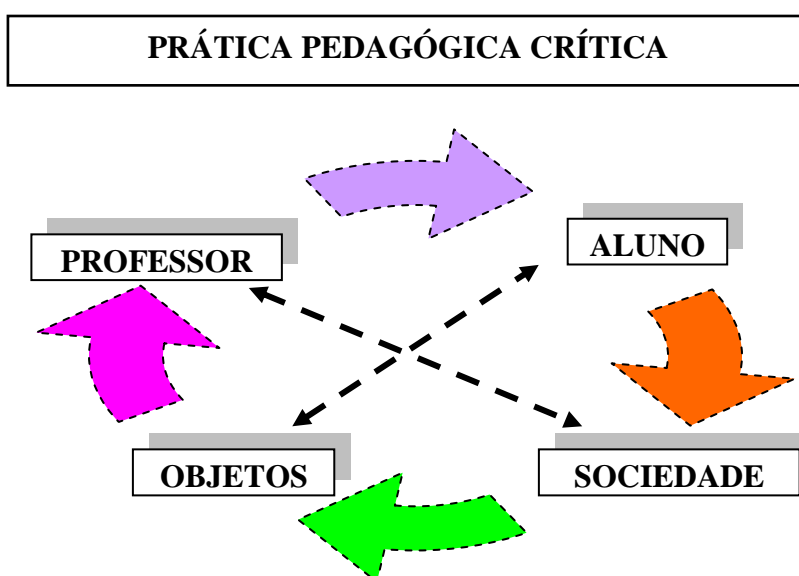 PRÁTICA PEDAGÓGICA CRÍTICA
PROFESSOR
ALUNO
OBJETOS
SOCIEDADE